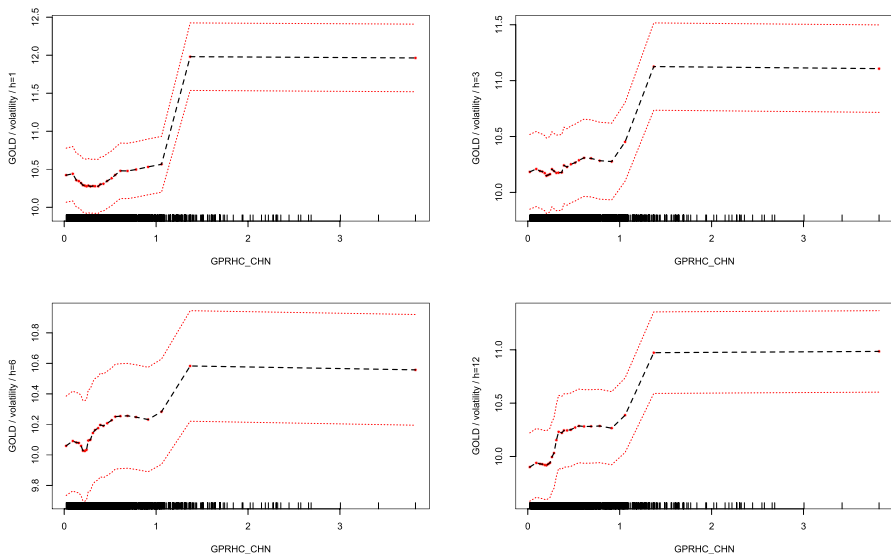 GOLD / volatility / h=1
12.5
12.0
11.5
11.0
10.5
10.0
0 1 2 3
GPRHC_CHN
GOLD / volatility / h=3
11.5
11.0
10.5
10.0
0 1 2 3
GPRHC_CHN
GOLD / volatility / h=6
10.8
10.6
10.4
10.2
10.0
9.8
0 1 2 3
GPRHC_CHN
GOLD / volatility / h=12
11.0
10.5
10.0
0 1 2 3
GPRHC_CHN